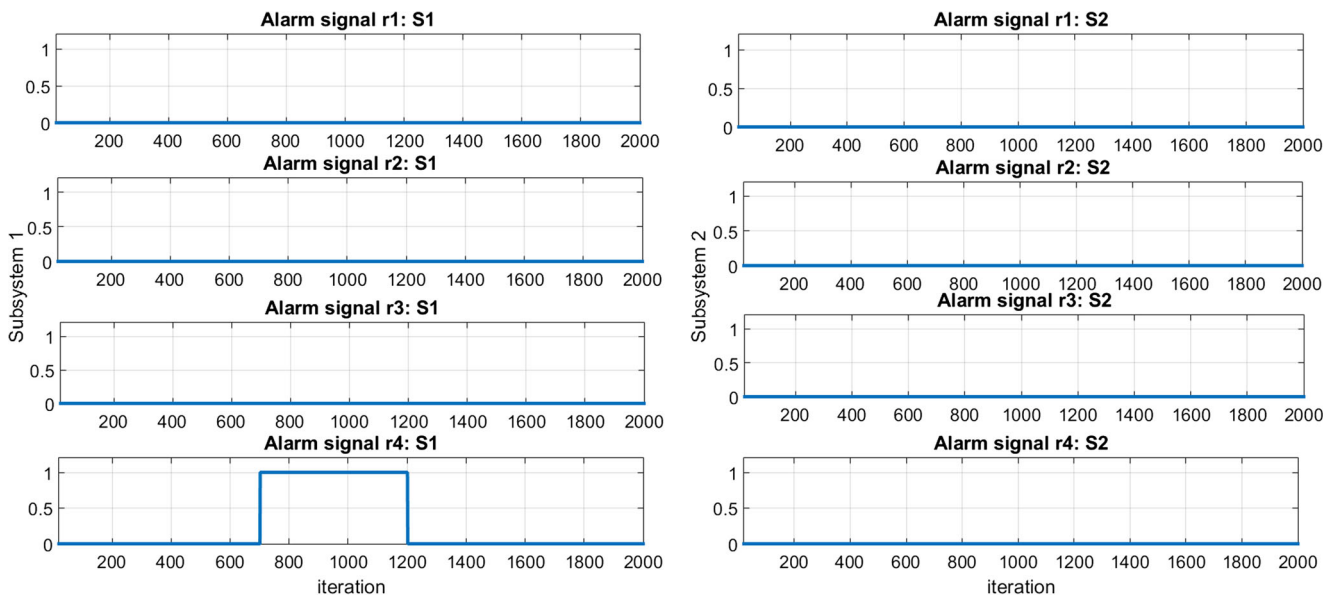 Alarm signal r1: S1
1
0.5
0
200 400 600 800 1000 1200 1400 1600 1800 2000
Alarm signal r2: S1
1
0.5
0
200 400 600 800 1000 1200 1400 1600 1800 2000
Alarm signal r3: S1
1
0.5
0
200 400 600 800 1000 1200 1400 1600 1800 2000
Alarm signal r4: S1
1
0.5
0
200 400 600 800 1000 1200 1400 1600 1800 2000
iteration
Subsystem 1
Alarm signal r1: S2
1
0.5
0
200 400 600 800 1000 1200 1400 1600 1800 2000
Alarm signal r2: S2
1
0.5
0
200 400 600 800 1000 1200 1400 1600 1800 2000
Alarm signal r3: S2
1
0.5
0
200 400 600 800 1000 1200 1400 1600 1800 2000
Alarm signal r4: S2
1
0.5
0
200 400 600 800 1000 1200 1400 1600 1800 2000
iteration
Subsystem 2